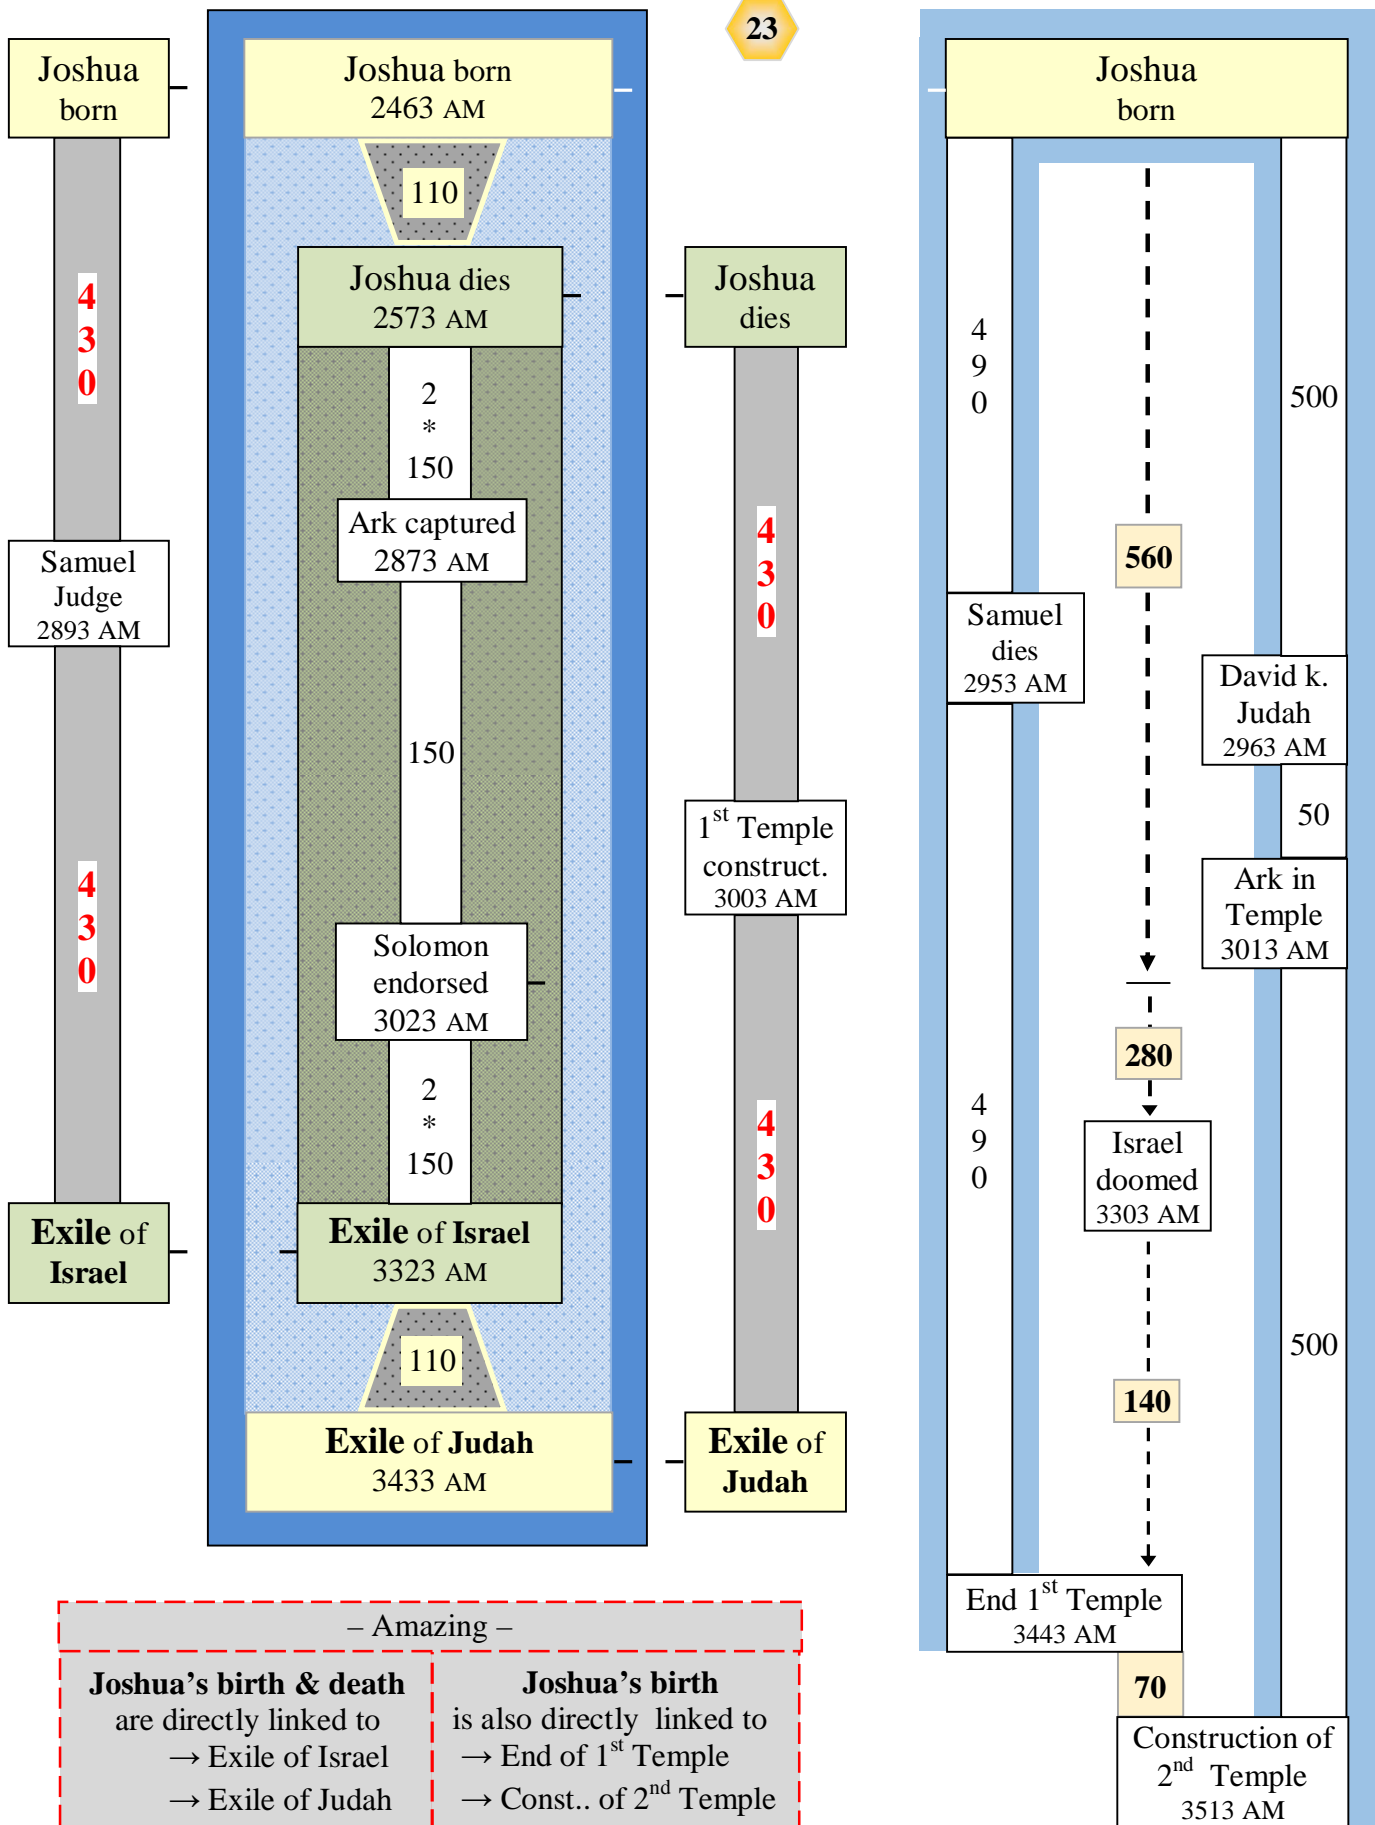 23
Joshua
born
4
3
0
Samuel
Judge
2893 AM
4
3
0
Exile of
Israel
Joshua born
2463 AM
110
Joshua dies
2573 AM
2
*
150
Ark captured
2873 AM
150
Solomon
endorsed
3023 AM
2
*
150
Exile of Israel
3323 AM
110
Exile of Judah
3433 AM
Joshua
dies
4
3
0
1st Temple
construct.
3003 AM
4
3
0
Exile of
Judah
Joshua
born
4
9
0
Samuel
dies
2953 AM
4
9
0
560
280
Israel
doomed
3303 AM
140
500
David k.
Judah
2963 AM
50
Ark in
Temple
3013 AM
500
End 1st Temple
3443 AM
70
Construction of
2nd Temple
3513 AM
– Amazing –
Joshua’s birth & death
are directly linked to
→ Exile of Israel
→ Exile of Judah
Joshua’s birth
is also directly linked to
→ End of 1st Temple
→ Const.. of 2nd Temple